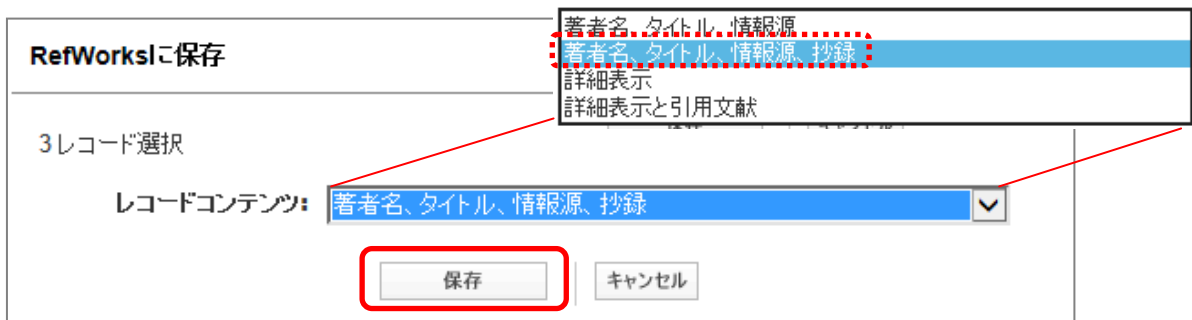 著者名、タイトル、情報源
著者名、タイトル、情報源、抄録
詳細表示
詳細表示と引用文献
RefWorksに保存
3レコード選択
レコードコンテンツ: 著者名、タイトル、情報源、抄録
保存 キャンセル